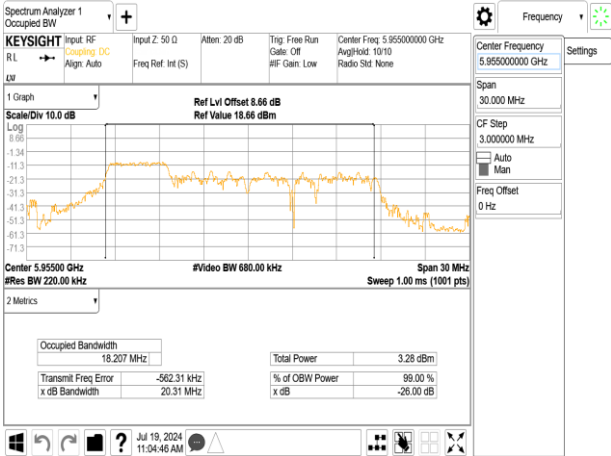 Spectrum Analyzer 1
Occupied BW
KEYSIGHT
RL
Input: RF
Coupling: DC
Align: Auto
Input Z: 50 Ω
Freq Ref: Int (S)
Atten: 20 dB
Trig: Free Run
Gate: Off
#IF Gain: Low
Center Freq: 5.955000000 GHz
Avg|Hold: 10/10
Radio Std: None
Frequency
Settings
Center Frequency
5.955000000 GHz
Span
30.000 MHz
CF Step
3.000000 MHz
Auto
Man
Freq Offset
0 Hz
1 Graph
Scale/Div 10.0 dB
Ref Lvl Offset 8.66 dB
Ref Value 18.66 dBm
Log
8.66
-1.34
-11.3
-21.3
-31.3
-41.3
-51.3
-61.3
-71.3
Center 5.95500 GHz
#Video BW 680.00 kHz
Span 30 MHz
#Res BW 220.00 kHz
Sweep 1.00 ms (1001 pts)
2 Metrics
Occupied Bandwidth
18.207 MHz
Total Power 3.28 dBm
Transmit Freq Error -562.31 kHz
% of OBW Power 99.00 %
x dB Bandwidth 20.31 MHz
x dB -26.00 dB
?
Jul 19, 2024
11:04:46 AM